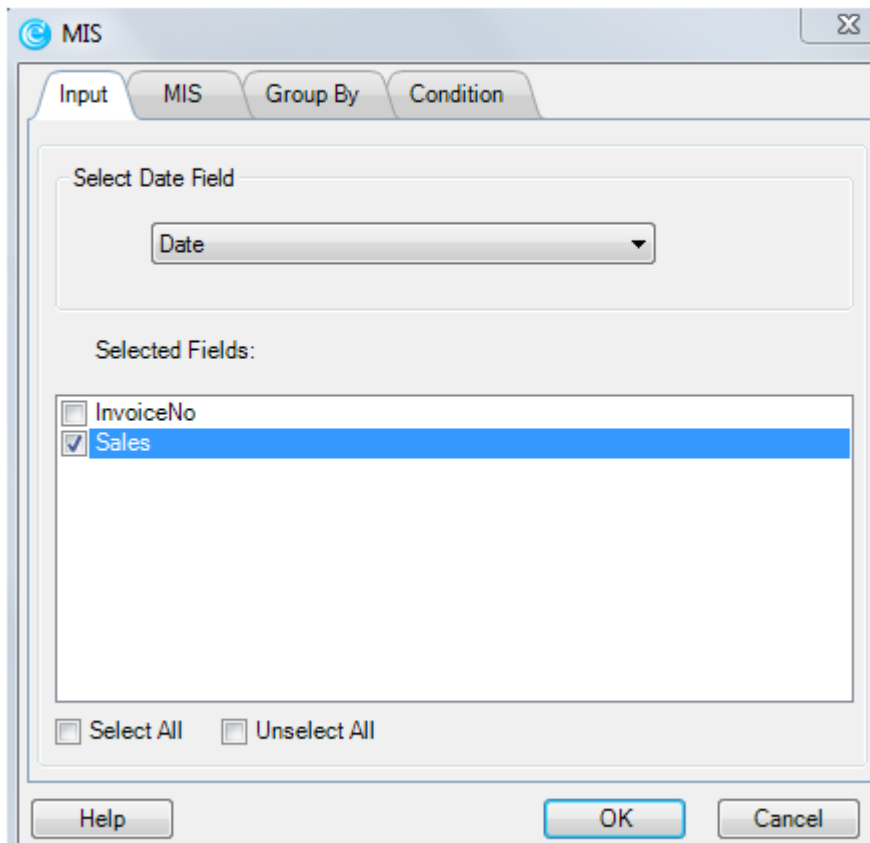 MIS
Input MIS Group By Condition
Select Date Field
Date
Selected Fields:
InvoiceNo
Sales
Select All Unselect All
Help OK Cancel